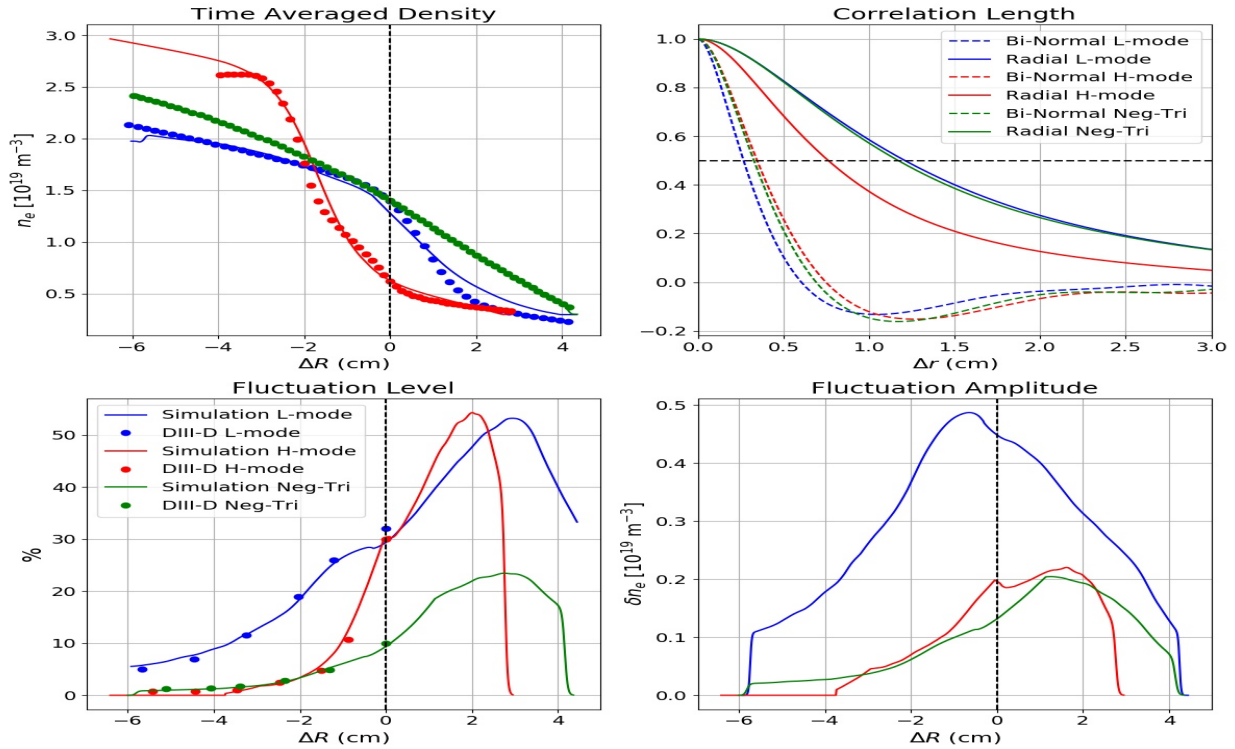 Time Averaged Density
3.0
2.5
2.0
1.5
1.0
0.5
n_e [10^19 m^−3]
−6
−4
−2
0
2
4
ΔR (cm)
Correlation Length
1.0
0.8
0.6
0.4
0.2
0.0
−0.2
Bi-Normal L-mode
Radial L-mode
Bi-Normal H-mode
Radial H-mode
Bi-Normal Neg-Tri
Radial Neg-Tri
0.0
0.5
1.0
1.5
2.0
2.5
3.0
Δr (cm)
Fluctuation Level
50
40
30
20
10
0
%
Simulation L-mode
DIII-D L-mode
Simulation H-mode
DIII-D H-mode
Simulation Neg-Tri
DIII-D Neg-Tri
−6
−4
−2
0
2
4
ΔR (cm)
Fluctuation Amplitude
0.5
0.4
0.3
0.2
0.1
0.0
δn_e [10^19 m^−3]
−6
−4
−2
0
2
4
ΔR (cm)